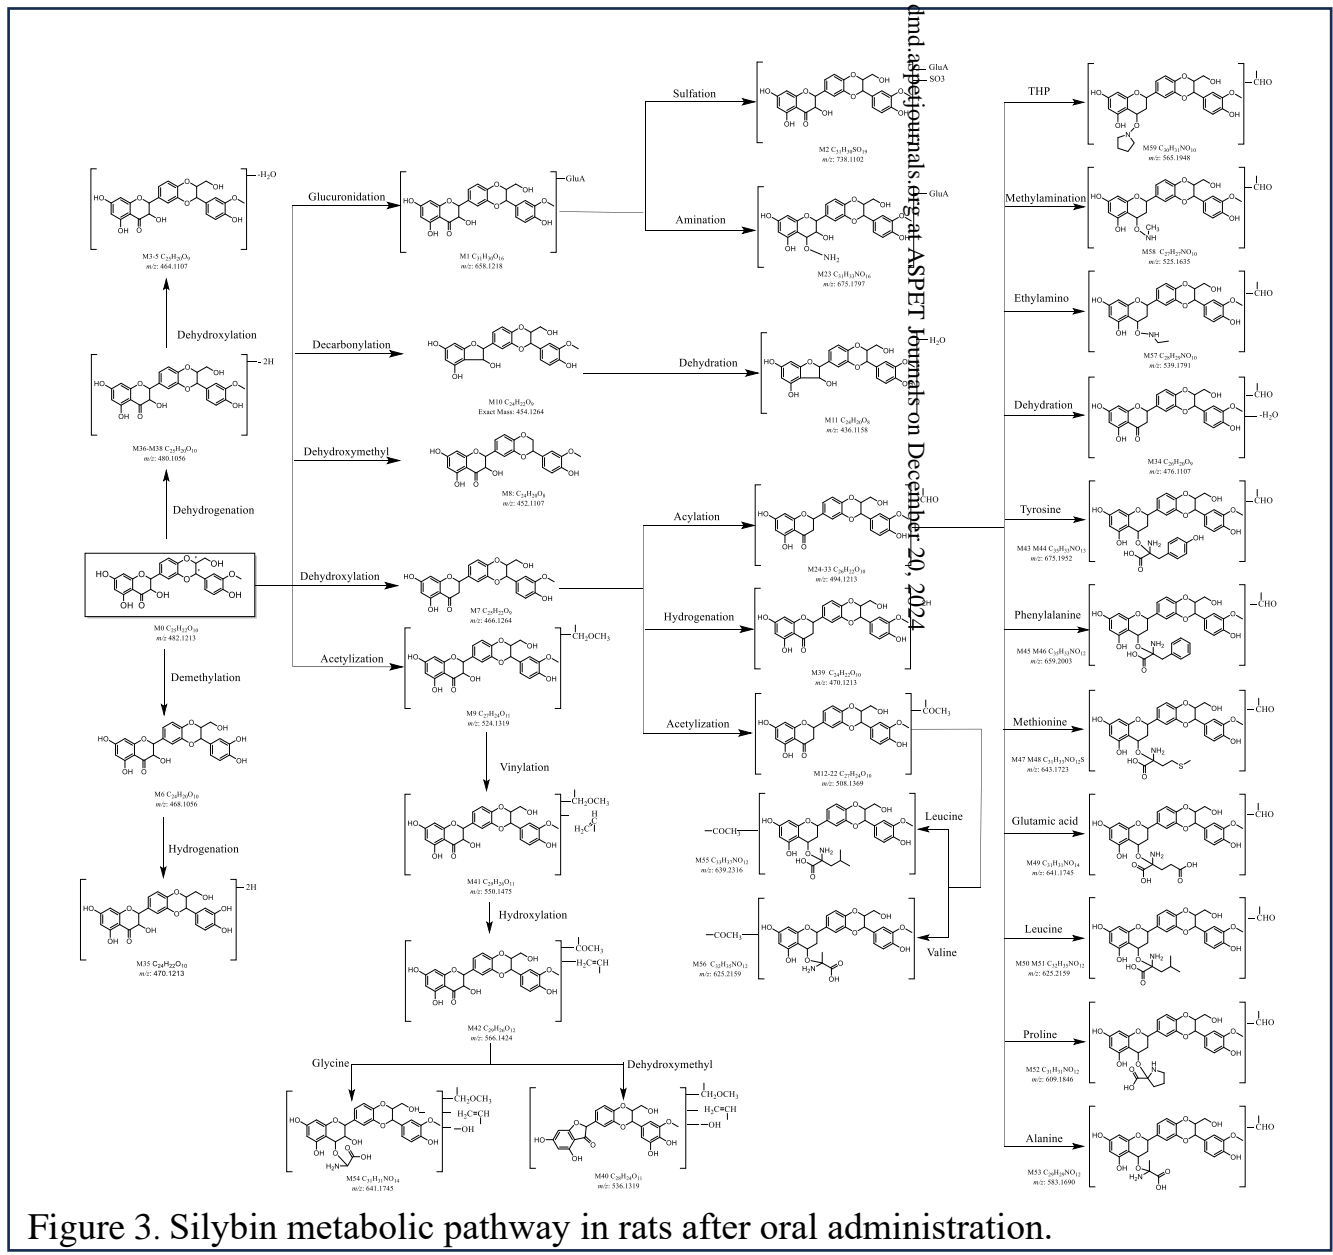 dmd.aspetjournals.org at ASPET Journals on December 20, 2024
-H₂O
M3-5 C₂₅H₂₀O₉
m/z: 464.1107
Dehydroxylation
- 2H
M36-M38 C₂₅H₂₀O₁₀
m/z: 480.1056
Dehydrogenation
M0 C₂₅H₂₂O₁₀
m/z 482.1213
Demethylation
M6 C₂₄H₂₀O₁₀
m/z: 468.1056
Hydrogenation
2H
M35 C₂₄H₂₂O₁₀
m/z: 470.1213
Glucuronidation
GluA
M1 C₃₁H₃₀O₁₆
m/z: 658.1218
Decarbonylation
M10 C₂₄H₂₂O₉
Exact Mass: 454.1264
Dehydroxymethyl
M8: C₂₄H₂₀O₈
m/z: 452.1107
Dehydroxylation
M7 C₂₅H₂₂O₉
m/z: 466.1264
Acetylization
CH₂OCH₃
M9 C₂₇H₂₄O₁₁
m/z: 524.1319
Vinylation
CH₂OCH₃
H₂C=C
H
M41 C₂₉H₂₆O₁₁
m/z: 550.1475
Hydroxylation
COCH₃
H₂C=CH
M42 C₂₉H₂₆O₁₂
m/z: 566.1424
Glycine
Dehydroxymethyl
CH₂OCH₃
H₂C=CH
-OH
M54 C₃₁H₃₁NO₁₄
m/z: 641.1745
CH₂OCH₃
H₂C=CH
-OH
M40 C₂₈H₂₄O₁₁
m/z: 536.1319
Sulfation
GluA
SO3
M2 C₃₁H₃₀SO₁₉
m/z: 738.1102
Amination
GluA
M23 C₃₁H₃₃NO₁₆
m/z: 675.1797
Dehydration
H₂O
M11 C₂₄H₂₀O₈
m/z: 436.1158
Acylation
CHO
M24-33 C₂₆H₂₂O₁₀
m/z: 494.1213
Hydrogenation
M39 C₂₄H₂₂O₁₀
m/z: 470.1213
Acetylization
COCH₃
M12-22 C₂₇H₂₄O₁₀
m/z: 508.1369
Leucine
COCH₃
M55 C₃₃H₃₇NO₁₂
m/z: 639.2316
Valine
COCH₃
M56 C₃₂H₃₅NO₁₂
m/z: 625.2159
THP
CHO
M59 C₃₀H₃₁NO₁₀
m/z: 565.1948
Methylamination
CHO
M58 C₂₇H₂₇NO₁₀
m/z: 525.1635
Ethylamino
CHO
M57 C₂₈H₂₉NO₁₀
m/z: 539.1791
Dehydration
CHO
-H₂O
M34 C₂₆H₂₀O₉
m/z: 476.1107
Tyrosine
CHO
M43 M44 C₃₅H₃₃NO₁₃
m/z: 675.1952
Phenylalanine
CHO
M45 M46 C₃₅H₃₃NO₁₂
m/z: 659.2003
Methionine
CHO
M47 M48 C₃₁H₃₃NO₁₂S
m/z: 643.1723
Glutamic acid
CHO
M49 C₃₁H₃₁NO₁₄
m/z: 641.1745
Leucine
CHO
M50 M51 C₃₂H₃₅NO₁₂
m/z: 625.2159
Proline
CHO
M52 C₃₁H₃₁NO₁₂
m/z: 609.1846
Alanine
CHO
M53 C₂₉H₂₉NO₁₂
m/z: 583.1690
Figure 3. Silybin metabolic pathway in rats after oral administration.